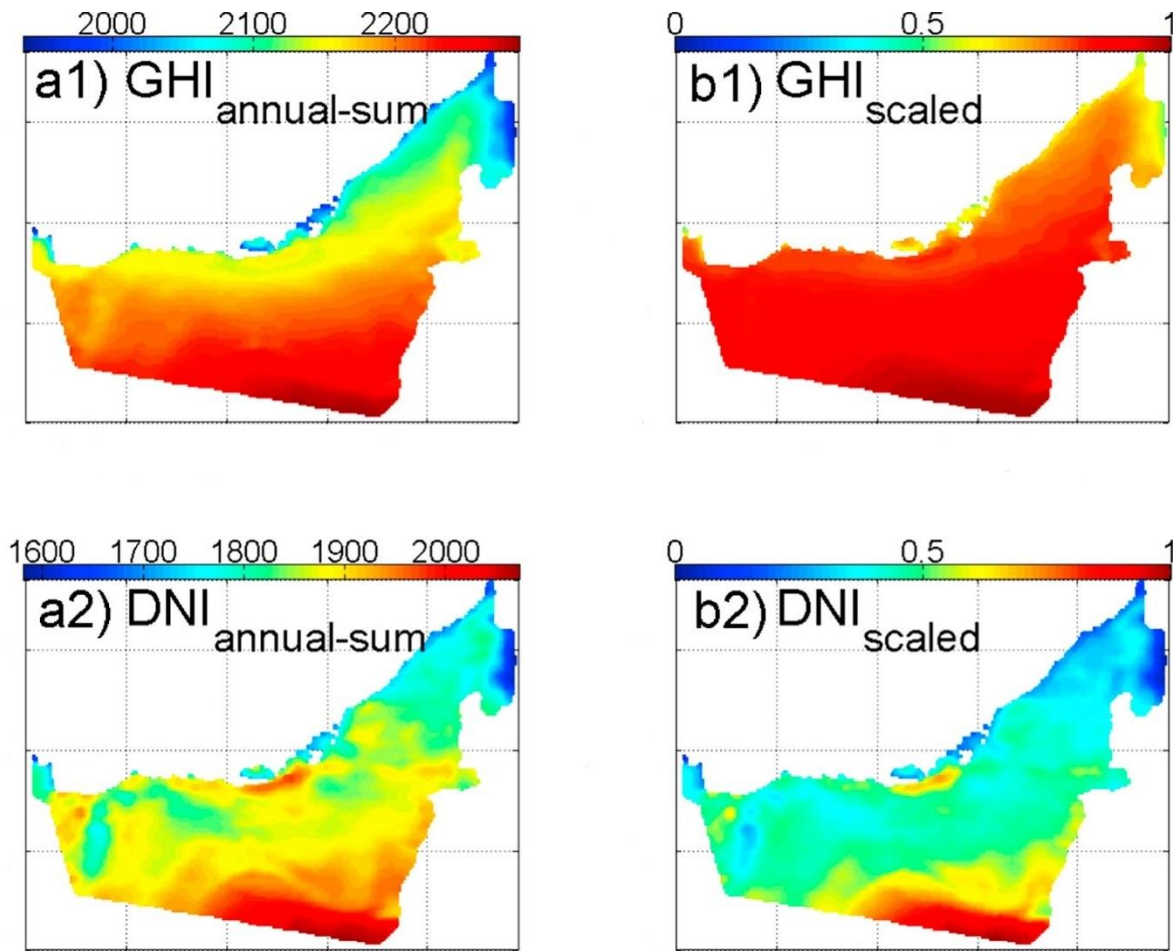 2000 2100 2200
a1) GHI annual-sum
0 0.5 1
b1) GHI scaled
1600 1700 1800 1900 2000
a2) DNI annual-sum
0 0.5 1
b2) DNI scaled